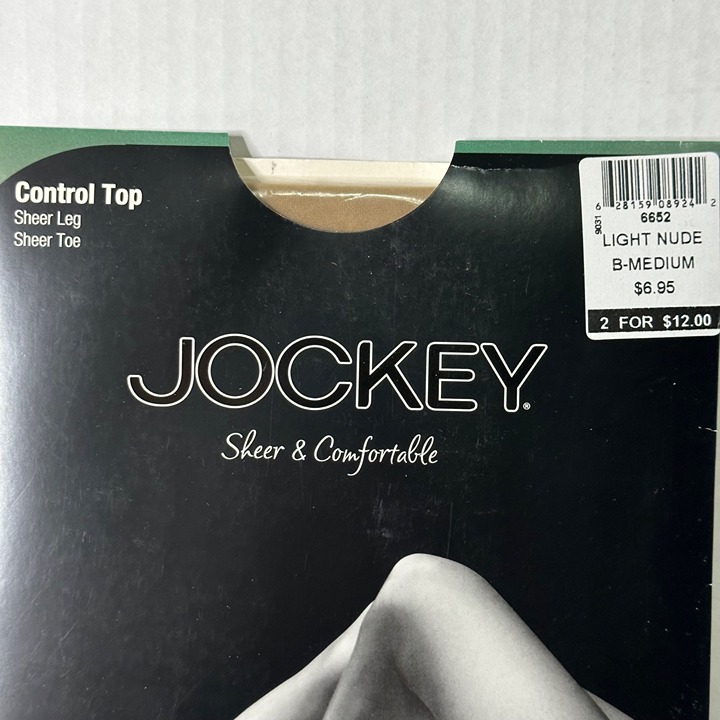 Control Top
Sheer Leg
Sheer Toe
6 28159 08924 2
9031
6652
LIGHT NUDE
B-MEDIUM
$6.95
2 FOR $12.00
JOCKEY®
Sheer & Comfortable